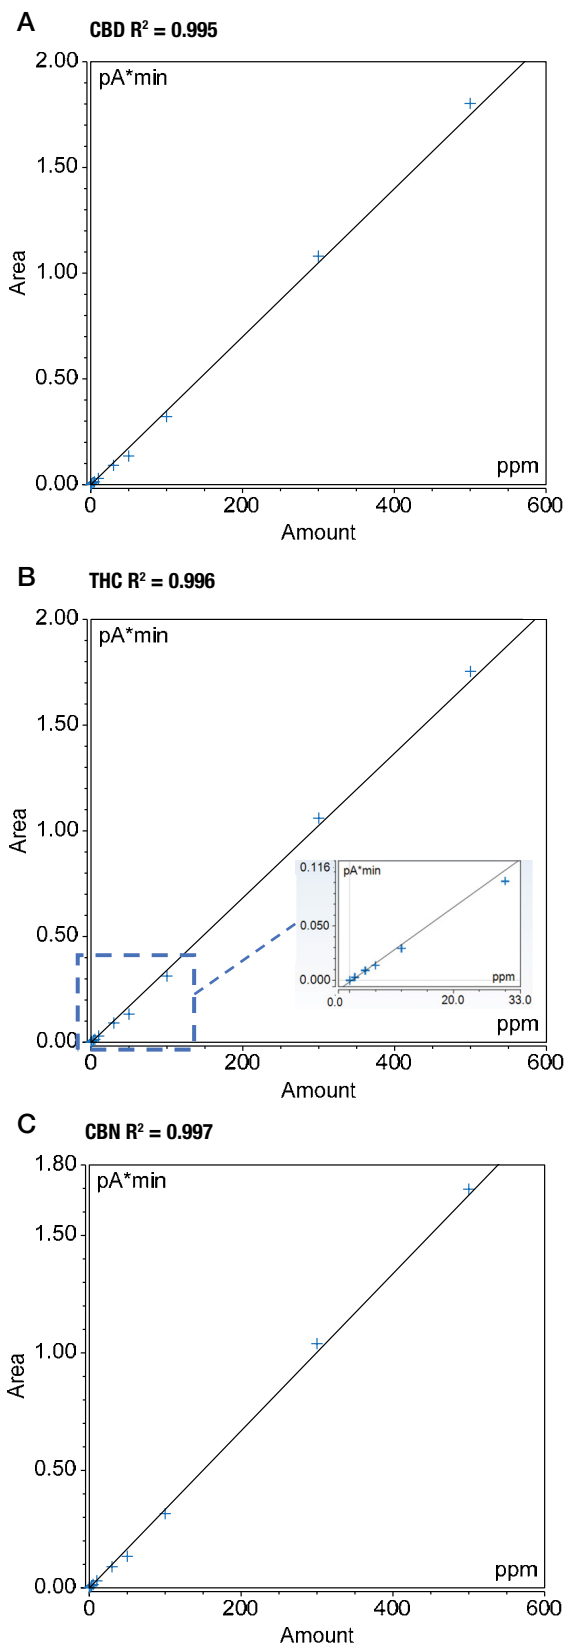 A
CBD R² = 0.995
2.00
pA*min
1.50
Area
1.00
0.50
0.00
ppm
0
200
400
600
Amount
B
THC R² = 0.996
2.00
pA*min
1.50
Area
1.00
0.116
pA*min
0.050
0.000
ppm
0.0
20.0
33.0
0.50
0.00
ppm
0
200
400
600
Amount
C
CBN R² = 0.997
1.80
pA*min
1.50
Area
1.00
0.50
0.00
ppm
0
200
400
600
Amount